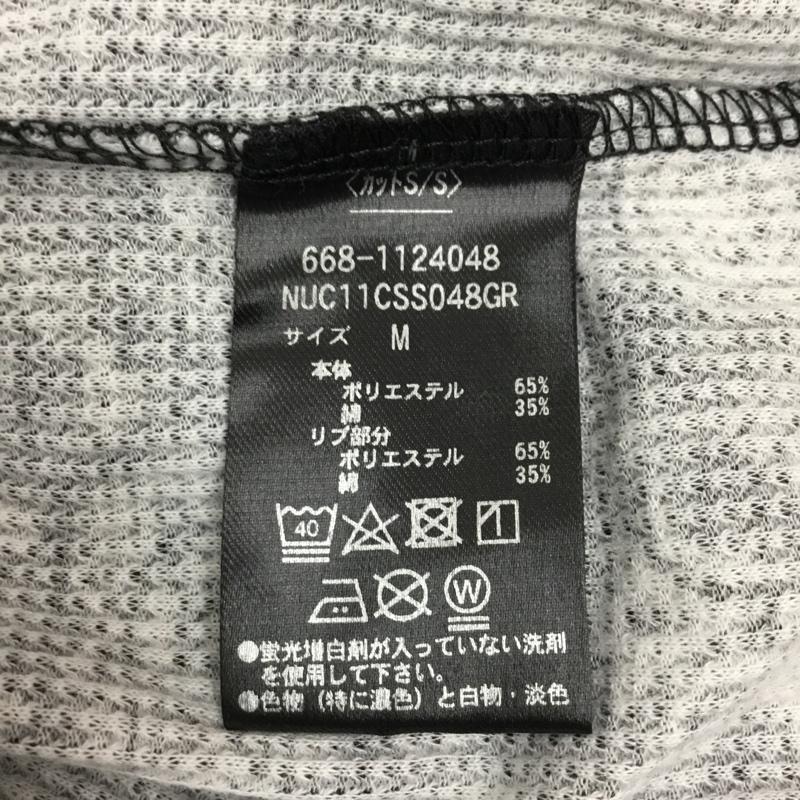 〈カットS/S〉
668-1124048
NUC11CSS048GR
サイズ M
本体
ポリエステル 65%
綿 35%
リブ部分
ポリエステル 65%
綿 35%
40
W
●蛍光増白剤が入っていない洗剤
を使用して下さい。
●色物（特に濃色）と白物・淡色